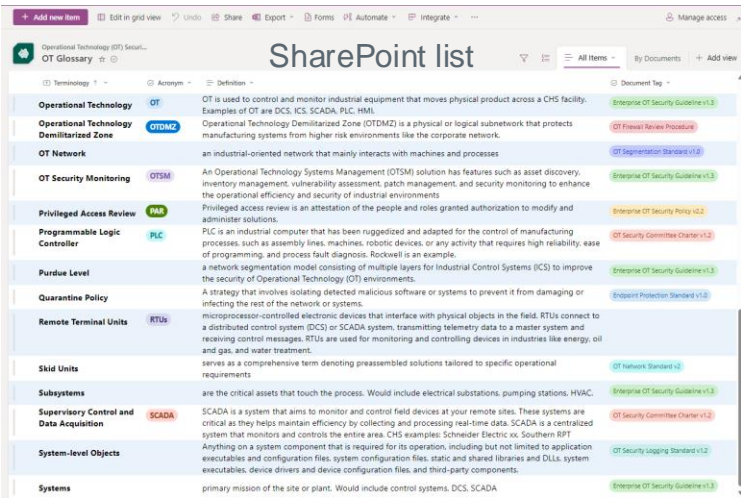 Add new item Edit in grid view Undo Share Export Forms Automate Integrate ... Manage access
Operational Technology (OT) Securi...
OT Glossary
SharePoint list
All Items By Documents Add view
Terminology Acronym Definition Document Tag
Operational Technology
OT
OT is used to control and monitor industrial equipment that moves physical product across a CHS facility.
Examples of OT are DCS, ICS, SCADA, PLC, HMI.
Enterprise OT Security Guideline v1.3
Operational Technology
Demilitarized Zone
OTDMZ
Operational Technology Demilitarized Zone (OTDMZ) is a physical or logical subnetwork that protects
manufacturing systems from higher risk environments like the corporate network.
OT Firewall Review Procedure
OT Network
an industrial-oriented network that mainly interacts with machines and processes
OT Segmentation Standard v1.0
OT Security Monitoring
OTSM
An Operational Technology Systems Management (OTSM) solution has features such as asset discovery,
inventory management, vulnerability assessment, patch management, and security monitoring to enhance
the operational efficiency and security of industrial environments
Enterprise OT Security Guideline v1.3
Privileged Access Review
PAR
Privileged access review is an attestation of the people and roles granted authorization to modify and
administer solutions.
Enterprise OT Security Policy v2.2
Programmable Logic
Controller
PLC
PLC is an industrial computer that has been ruggedized and adapted for the control of manufacturing
processes, such as assembly lines, machines, robotic devices, or any activity that requires high reliability, ease
of programming, and process fault diagnosis. Rockwell is an example.
OT Security Committee Charter v1.2
Purdue Level
a network segmentation model consisting of multiple layers for Industrial Control Systems (ICS) to improve
the security of Operational Technology (OT) environments.
Enterprise OT Security Guideline v1.3
Quarantine Policy
A strategy that involves isolating detected malicious software or systems to prevent it from damaging or
infecting the rest of the network or systems.
Endpoint Protection Standard v1.0
Remote Terminal Units
RTUs
microprocessor-controlled electronic devices that interface with physical objects in the field. RTUs connect to
a distributed control system (DCS) or SCADA system, transmitting telemetry data to a master system and
receiving control messages. RTUs are used for monitoring and controlling devices in industries like energy, oil
and gas, and water treatment.
Skid Units
serves as a comprehensive term denoting preassembled solutions tailored to specific operational
requirements
OT Network Standard v2
Subsystems
are the critical assets that touch the process. Would include electrical substations, pumping stations, HVAC.
Enterprise OT Security Guideline v1.3
Supervisory Control and
Data Acquisition
SCADA
SCADA is a system that aims to monitor and control field devices at your remote sites. These systems are
critical as they helps maintain efficiency by collecting and processing real-time data. SCADA is a centralized
system that monitors and controls the entire area. CHS examples: Schneider Electric xx, Southern RPT
OT Security Committee Charter v1.2
System-level Objects
Anything on a system component that is required for its operation, including but not limited to application
executables and configuration files, system configuration files, static and shared libraries and DLLs, system
executables, device drivers and device configuration files, and third-party components.
OT Security Logging Standard v1.2
Systems
primary mission of the site or plant. Would include control systems, DCS, SCADA
Enterprise OT Security Guideline v1.3